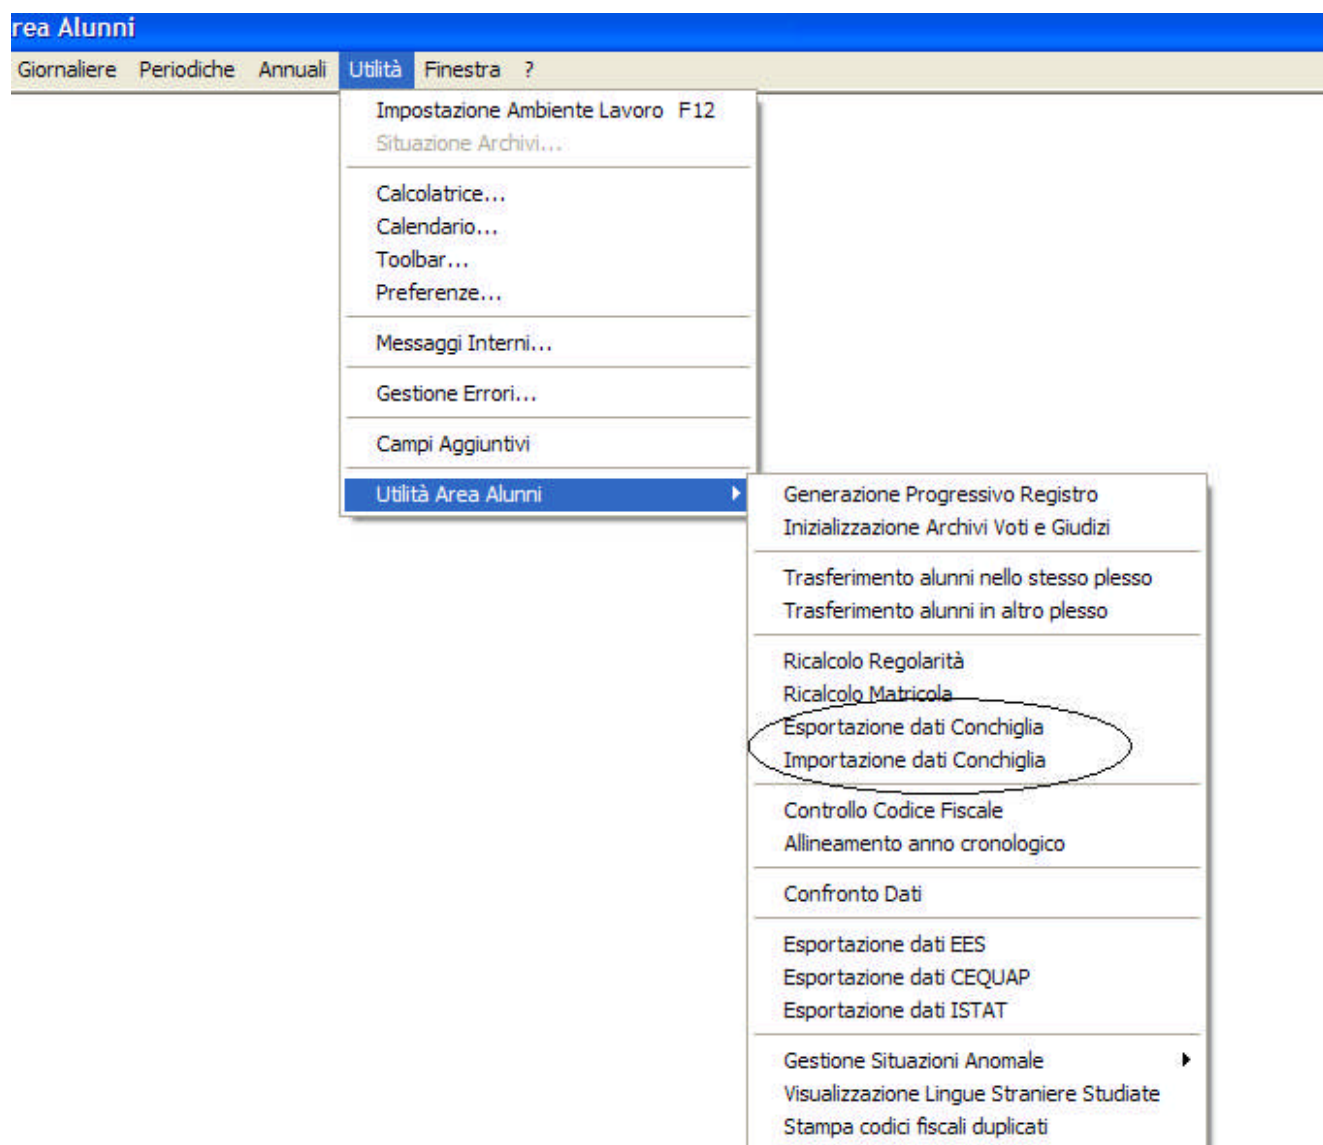 rea Alunni
Giornaliere Periodiche Annuali Utilità Finestra ?
Impostazione Ambiente Lavoro F12
Situazione Archivi...
Calcolatrice...
Calendario...
Toolbar...
Preferenze...
Messaggi Interni...
Gestione Errori...
Campi Aggiuntivi
Utilità Area Alunni
Generazione Progressivo Registro
Inizializzazione Archivi Voti e Giudizi
Trasferimento alunni nello stesso plesso
Trasferimento alunni in altro plesso
Ricalcolo Regolarità
Ricalcolo Matricola
Esportazione dati Conchiglia
Importazione dati Conchiglia
Controllo Codice Fiscale
Allineamento anno cronologico
Confronto Dati
Esportazione dati EES
Esportazione dati CEQUAP
Esportazione dati ISTAT
Gestione Situazioni Anomale
Visualizzazione Lingue Straniere Studiate
Stampa codici fiscali duplicati